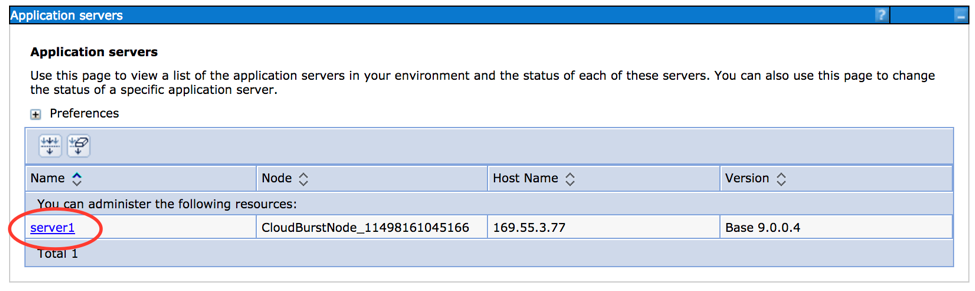 Application servers ? _
Application servers
Use this page to view a list of the application servers in your environment and the status of each of these servers. You can also use this page to change
the status of a specific application server.
+ Preferences
Name Node Host Name Version
You can administer the following resources:
server1 CloudBurstNode_11498161045166 169.55.3.77 Base 9.0.0.4
Total 1